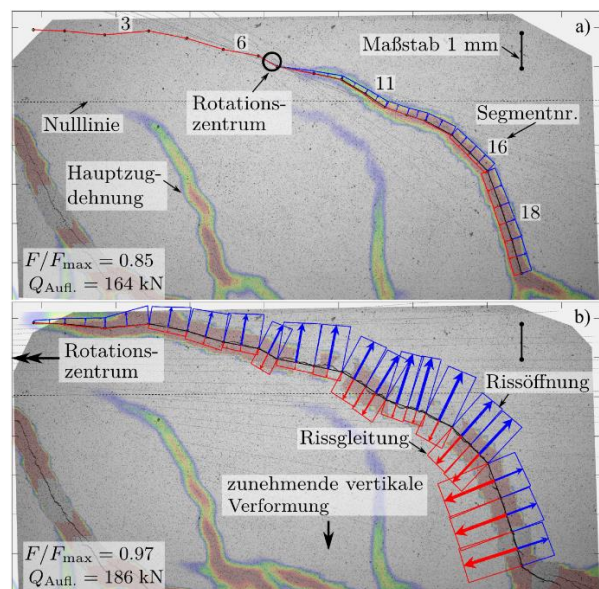 a)
3
6
Maßstab 1 mm
11
Rotations-
zentrum
Nulllinie
Segmentnr.
16
Hauptzug-
dehnung
18
F/F_max = 0.85
Q_Aufl. = 164 kN
b)
Rotations-
zentrum
Rissöffnung
Rissgleitung
zunehmende vertikale
Verformung
F/F_max = 0.97
Q_Aufl. = 186 kN